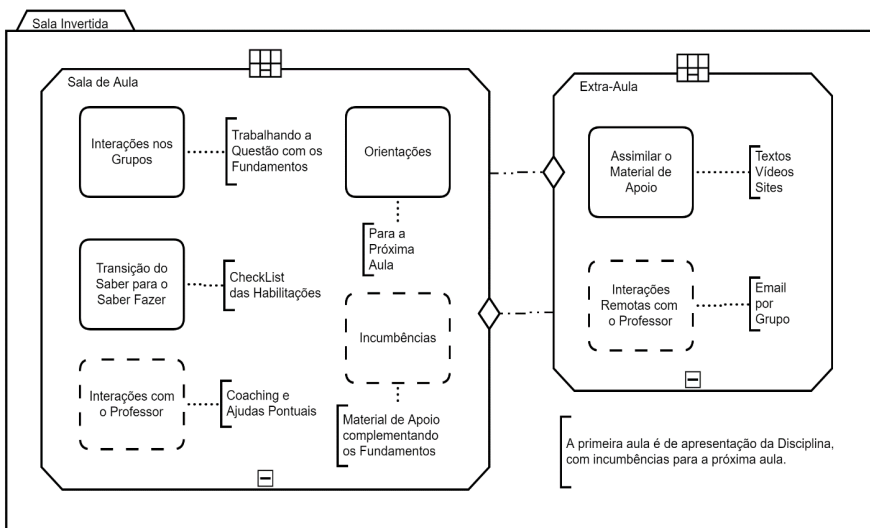 Sala Invertida
Sala de Aula
Interações nos
Grupos
Trabalhando a
Questão com os
Fundamentos
Orientações
Para a
Próxima
Aula
Transição do
Saber para o
Saber Fazer
CheckList
das Habilitações
Incumbências
Material de Apoio
complementando
os Fundamentos
Interações com
o Professor
Coaching e
Ajudas Pontuais
Extra-Aula
Assimilar o
Material de
Apoio
Textos
Vídeos
Sites
Interações
Remotas com
o Professor
Email
por
Grupo
A primeira aula é de apresentação da Disciplina,
com incumbências para a próxima aula.